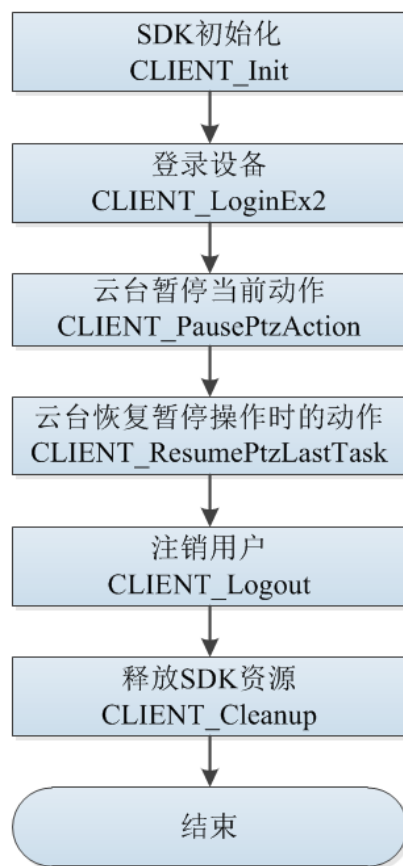 SDK初始化
CLIENT_Init
登录设备
CLIENT_LoginEx2
云台暂停当前动作
CLIENT_PausePtzAction
云台恢复暂停操作时的动作
CLIENT_ResumePtzLastTask
注销用户
CLIENT_Logout
释放SDK资源
CLIENT_Cleanup
结束